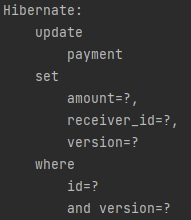 Hibernate:
    update
        payment
    set
        amount=?,
        receiver_id=?,
        version=?
    where
        id=?
        and version=?